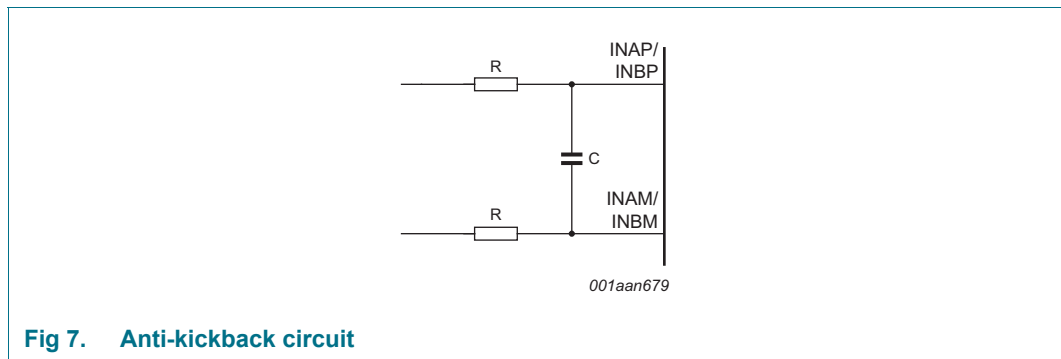 INAP/
INBP
R
C
INAM/
INBM
R
001aan679
Fig 7. Anti-kickback circuit